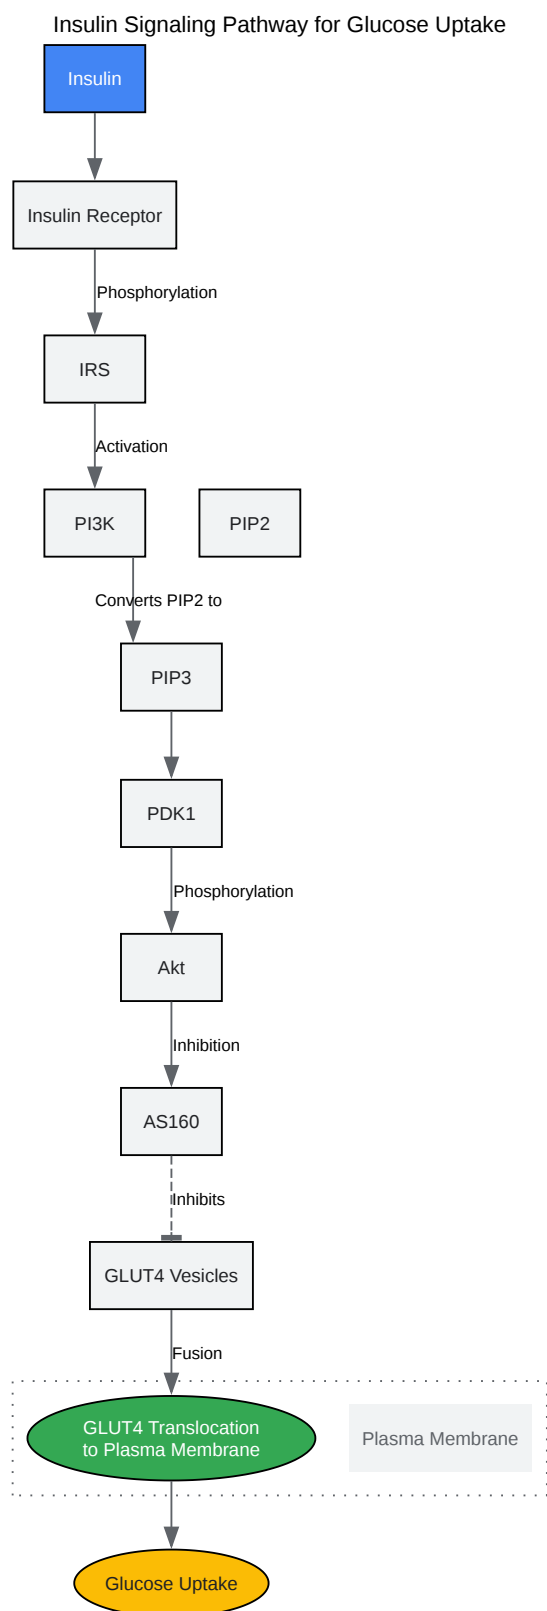 Insulin Signaling Pathway for Glucose Uptake
Insulin
Insulin Receptor
Phosphorylation
IRS
Activation
PI3K
PIP2
Converts PIP2 to
PIP3
PDK1
Phosphorylation
Akt
Inhibition
AS160
Inhibits
GLUT4 Vesicles
Fusion
GLUT4 Translocation
to Plasma Membrane
Plasma Membrane
Glucose Uptake